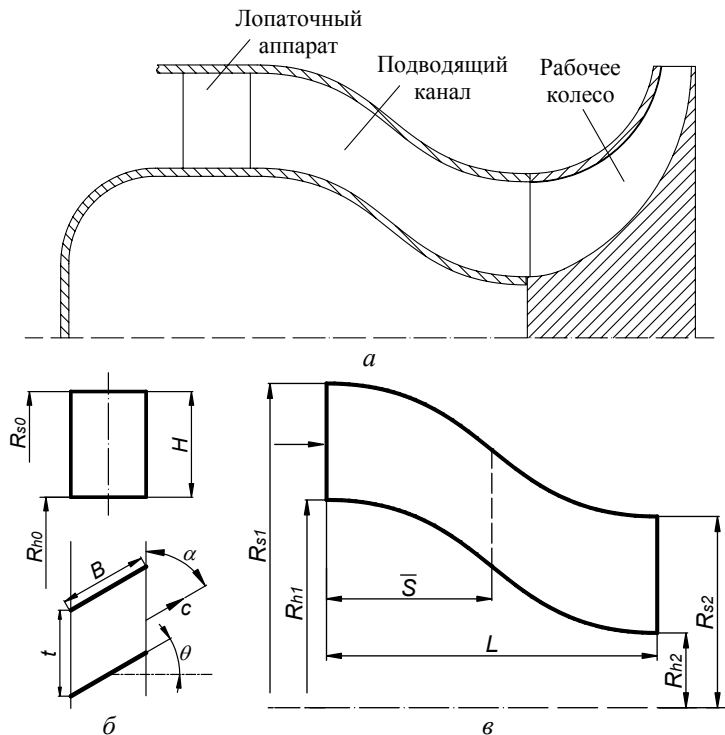 Лопаточный
аппарат
Подводящий
канал
Рабочее
колесо
а
Rs0
H
Rh0
B
α
c
t
θ
б
Rs1
Rh1
S̅
L
Rs2
Rh2
в